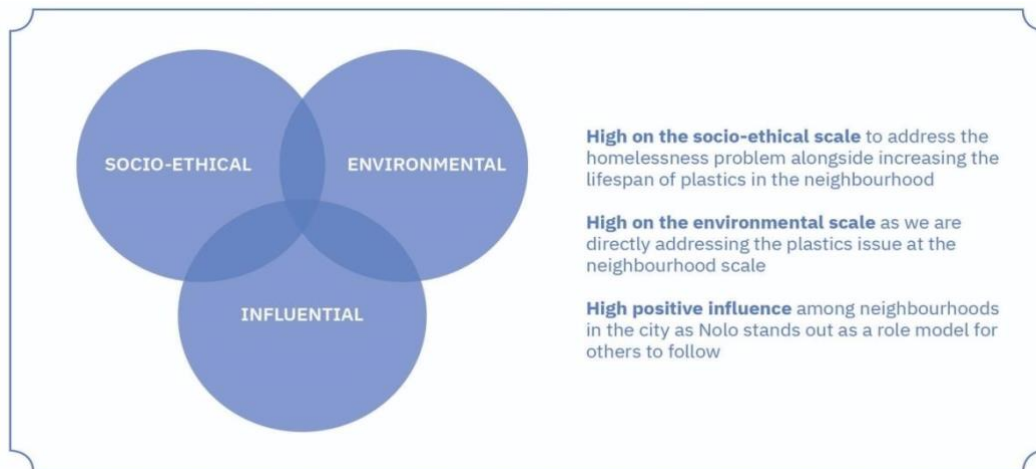 SOCIO-ETHICAL
ENVIRONMENTAL
INFLUENTIAL
High on the socio-ethical scale to address the
homelessness problem alongside increasing the
lifespan of plastics in the neighbourhood
High on the environmental scale as we are
directly addressing the plastics issue at the
neighbourhood scale
High positive influence among neighbourhoods
in the city as Nolo stands out as a role model for
others to follow